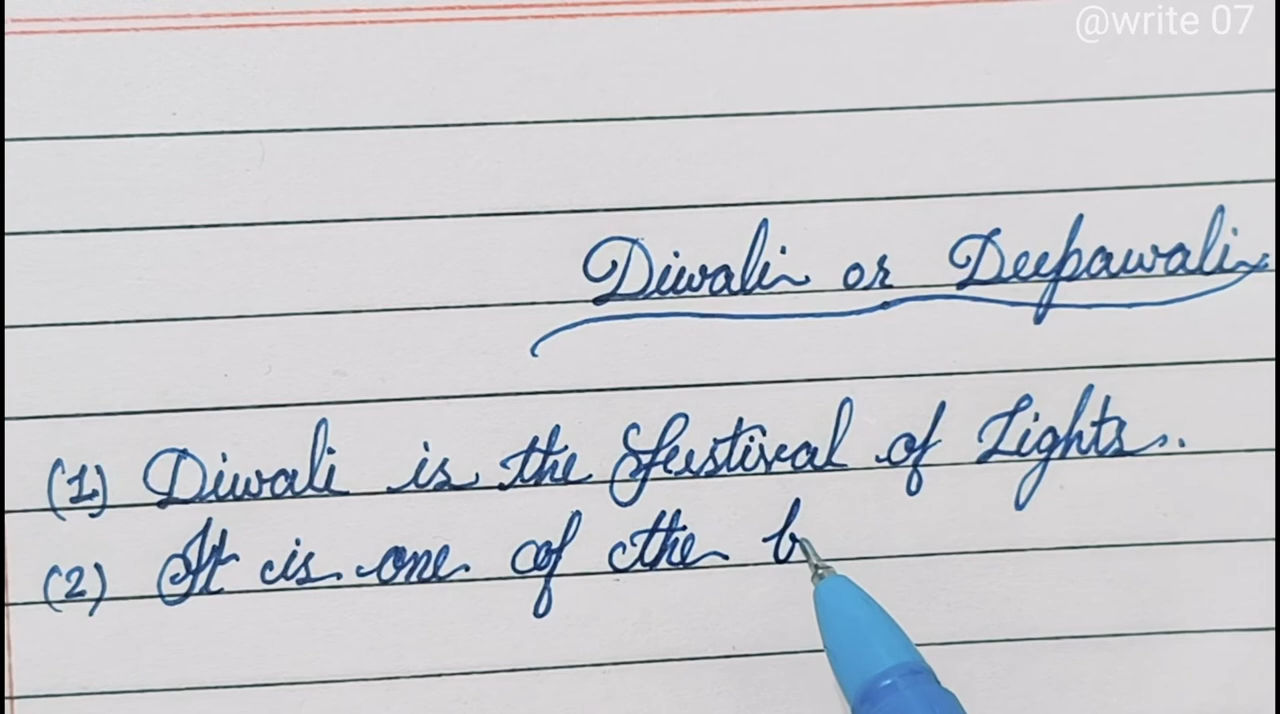 @write 07
Diwali or Deepawali
(1) Diwali is the festival of Lights..
(2) It is one of the b